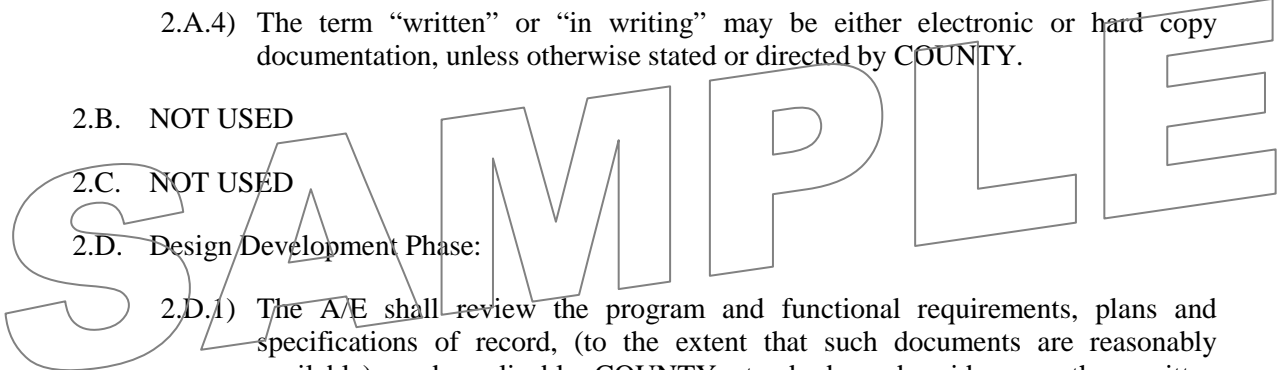 2.A.4) The term “written” or “in writing” may be either electronic or hard copy
documentation, unless otherwise stated or directed by COUNTY.
2.B. NOT USED
2.C. NOT USED
2.D. Design Development Phase:
2.D.1) The A/E shall review the program and functional requirements, plans and
specifications of record, (to the extent that such documents are reasonably
SAMPLE